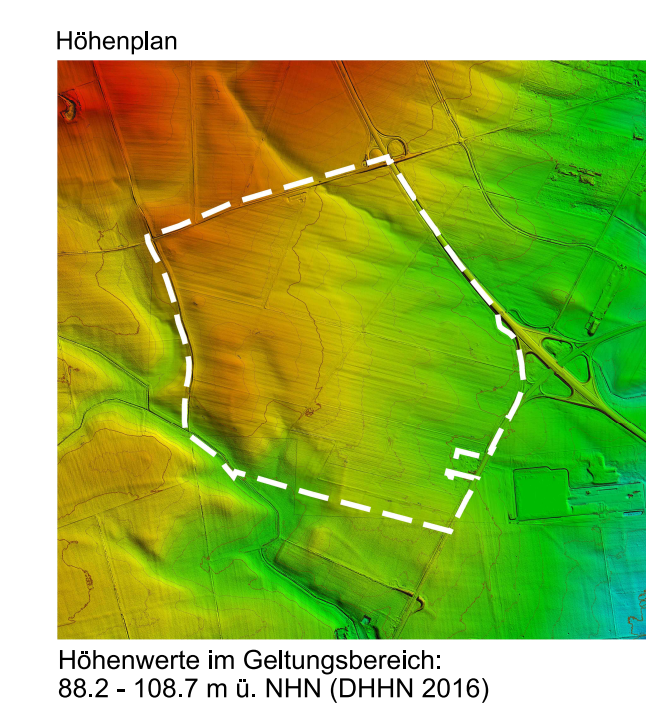 Höhenplan
Höhenwerte im Geltungsbereich:
88.2 - 108.7 m ü. NHN (DHHN 2016)